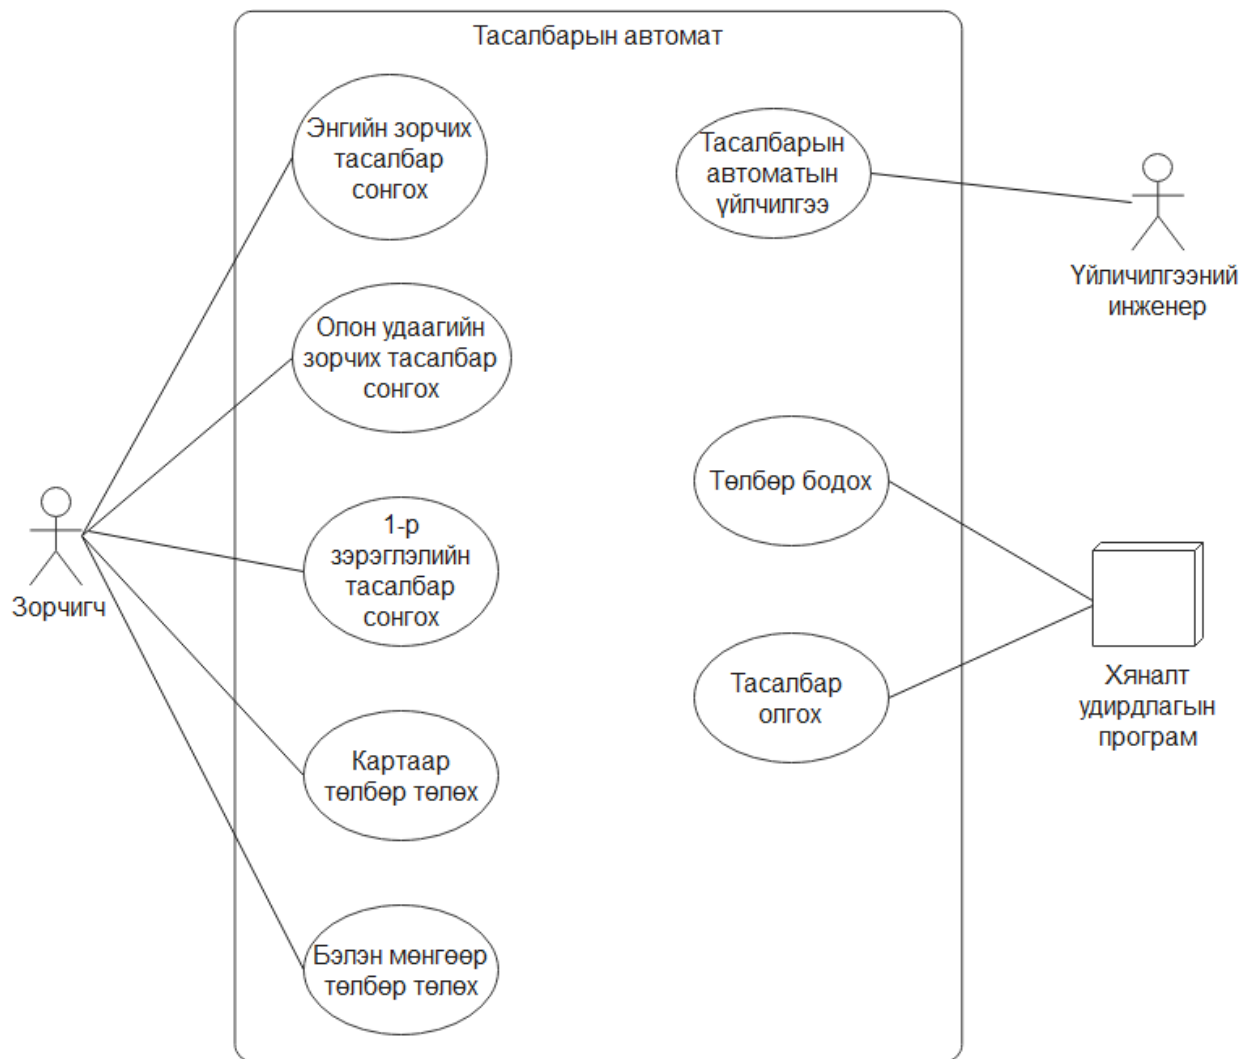 Тасалбарын автомат
Энгийн зорчих
тасалбар
сонгох
Тасалбарын
автоматын
үйлчилгээ
Үйличилгээний
инженер
Олон удаагийн
зорчих тасалбар
сонгох
Төлбөр бодох
1-р
зэрэглэлийн
тасалбар
сонгох
Зорчигч
Тасалбар
олгох
Хяналт
удирдлагын
програм
Картаар
төлбөр төлөх
Бэлэн мөнгөөр
төлбөр төлөх